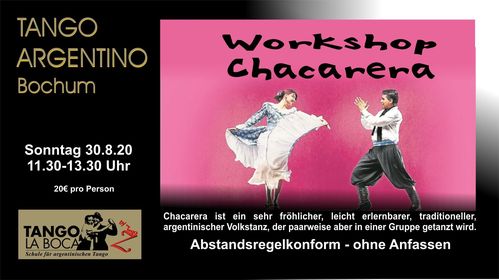 TANGO
ARGENTINO
Bochum
Sonntag 30.8.20
11.30-13.30 Uhr
20€ pro Person
TANGO
LA BOCA
Schule für argentinischen Tango
Workshop
Chacarera
Chacarera ist ein sehr fröhlicher, leicht erlernbarer, traditioneller,
argentinischer Volkstanz, der paarweise aber in einer Gruppe getanzt wird.
Abstandsregelkonform - ohne Anfassen